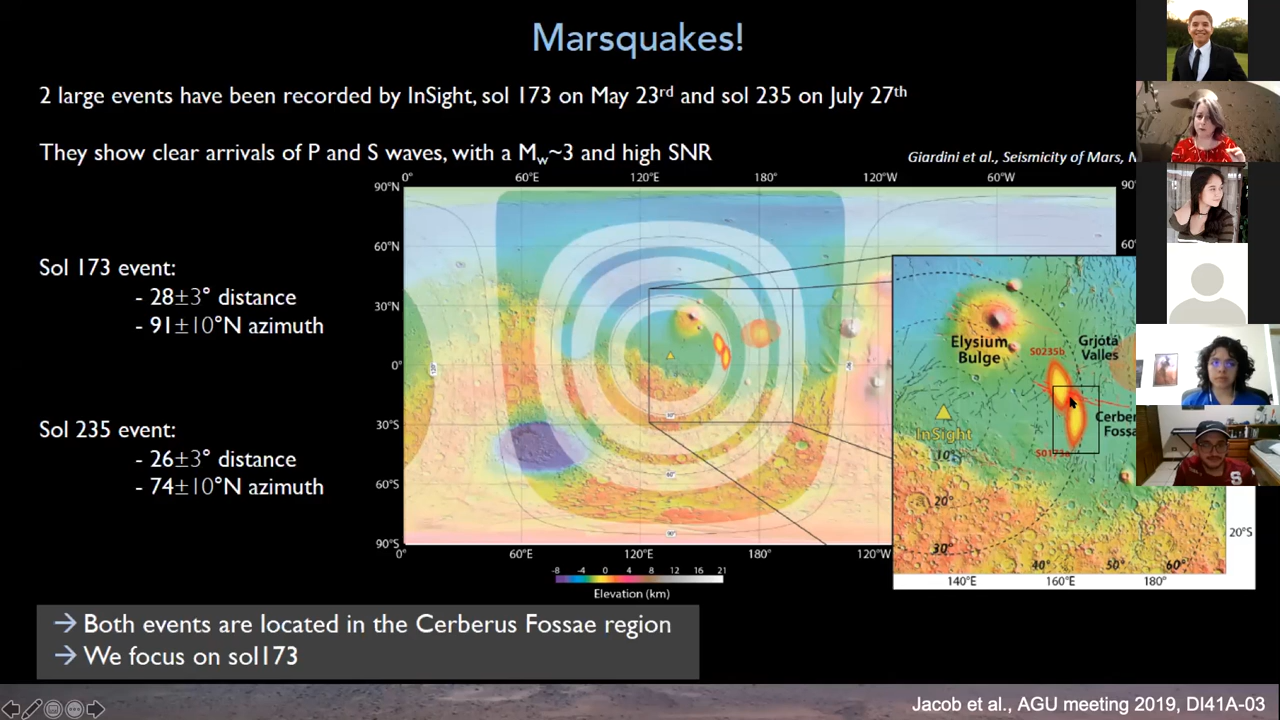 Marsquakes!
2 large events have been recorded by InSight, sol 173 on May 23rd and sol 235 on July 27th
They show clear arrivals of P and S waves, with a Mw~3 and high SNR
Giardini et al., Seismicity of Mars, N
0° 60°E 120°E 180° 120°W 60°W
90°N 90°
60°N 60°
30°N
0°
30°S
60°S
90°S
0° 60°E 120°E 180° 120°W
30°
60°
90°
Sol 173 event:
- 28±3° distance
- 91±10°N azimuth
Sol 235 event:
- 26±3° distance
- 74±10°N azimuth
Elysium
Bulge
S0235b
Grjótá
Valles
InSight
Cerber
Fossa
S0173a
10°
20°
30°
40° 50° 60°
20°S
140°E 160°E 180°
-8 -4 0 4 8 12 16 21
Elevation (km)
→ Both events are located in the Cerberus Fossae region
→ We focus on sol173
Jacob et al., AGU meeting 2019, DI41A-03
S